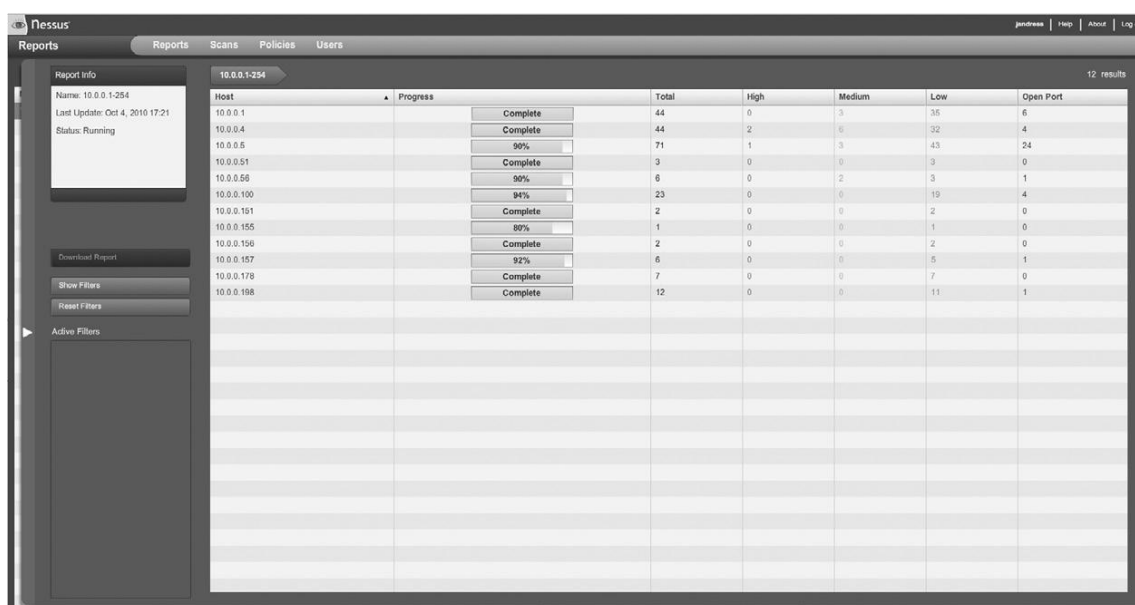 nessus
jandress | Help | About | Log
Reports
Reports Scans Policies Users
Report Info
Name: 10.0.0.1-254
Last Update: Oct 4, 2010 17:21
Status: Running
Download Report
Show Filters
Reset Filters
Active Filters
10.0.0.1-254
12 results
Host Progress Total High Medium Low Open Port
10.0.0.1 Complete 44 0 3 35 6
10.0.0.4 Complete 44 2 6 32 4
10.0.0.5 90% 71 1 3 43 24
10.0.0.51 Complete 3 0 0 3 0
10.0.0.56 90% 6 0 2 3 1
10.0.0.100 94% 23 0 0 19 4
10.0.0.151 Complete 2 0 0 2 0
10.0.0.155 80% 1 0 0 1 0
10.0.0.156 Complete 2 0 0 2 0
10.0.0.157 92% 6 0 0 5 1
10.0.0.178 Complete 7 0 0 7 0
10.0.0.198 Complete 12 0 0 11 1